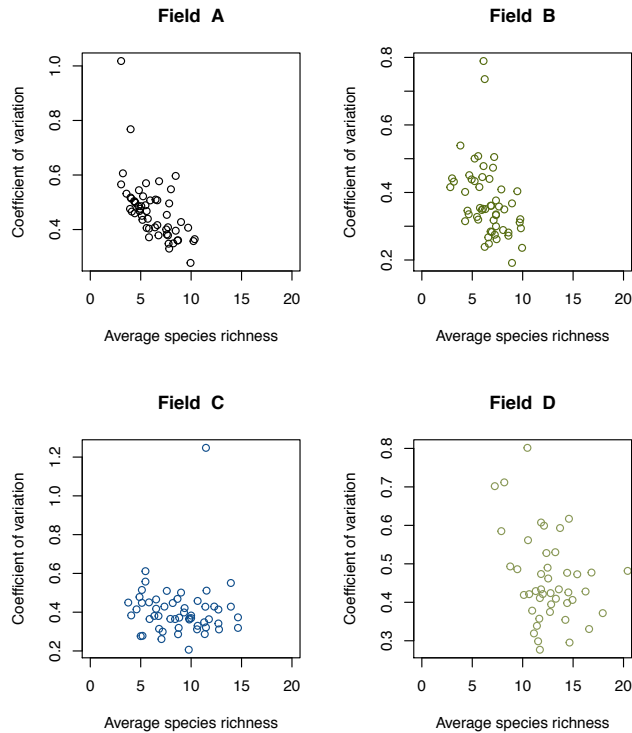 Field A
Coefficient of variation
1.0
0.8
0.6
0.4
0 5 10 15 20
Average species richness
Field B
Coefficient of variation
0.8
0.6
0.4
0.2
0 5 10 15 20
Average species richness
Field C
Coefficient of variation
1.2
1.0
0.8
0.6
0.4
0.2
0 5 10 15 20
Average species richness
Field D
Coefficient of variation
0.8
0.7
0.6
0.5
0.4
0.3
0 5 10 15 20
Average species richness